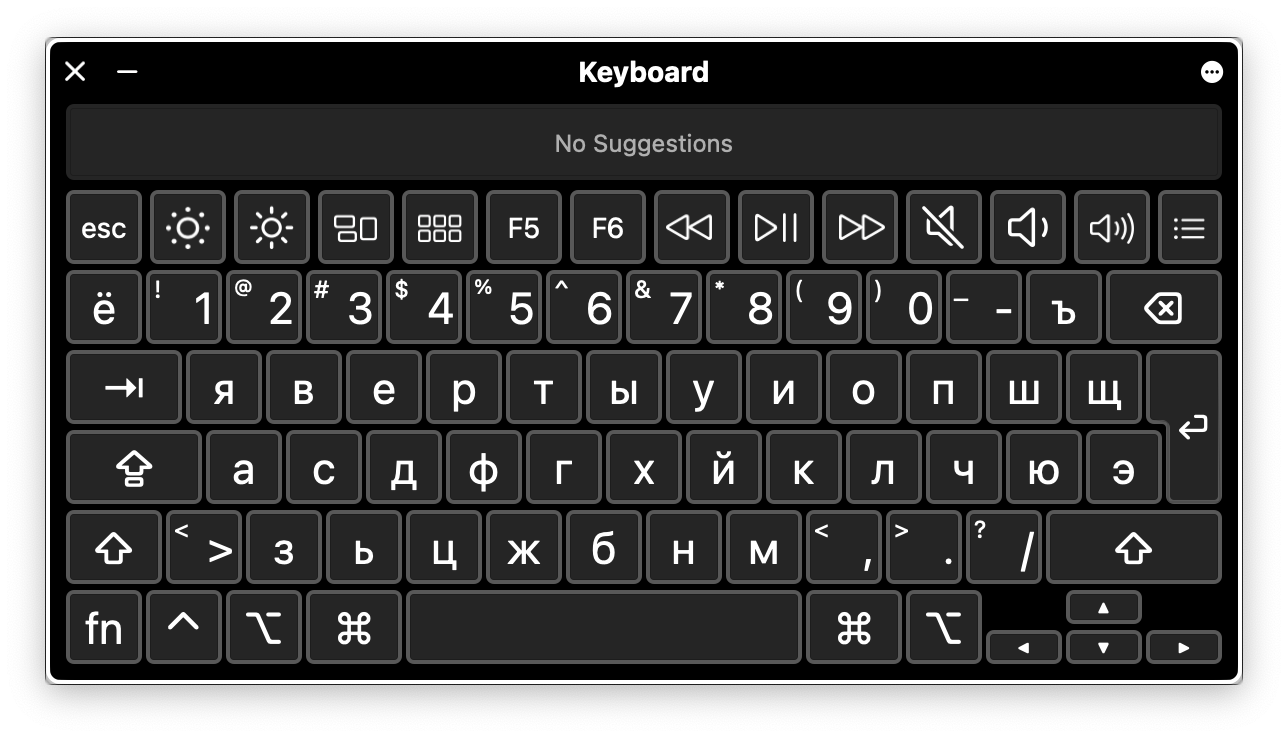 Keyboard
No Suggestions
esc F5 F6
ё ! 1 @ 2 # 3 $ 4 % 5 ^ 6 & 7 * 8 ( 9 ) 0 _ - ъ
я в е р т ы у и о п ш щ
а с д ф г х й к л ч ю э
< > з ь ц ж б н м < , > . ? /
fn ^ ⌥ ⌘ ⌘ ⌥